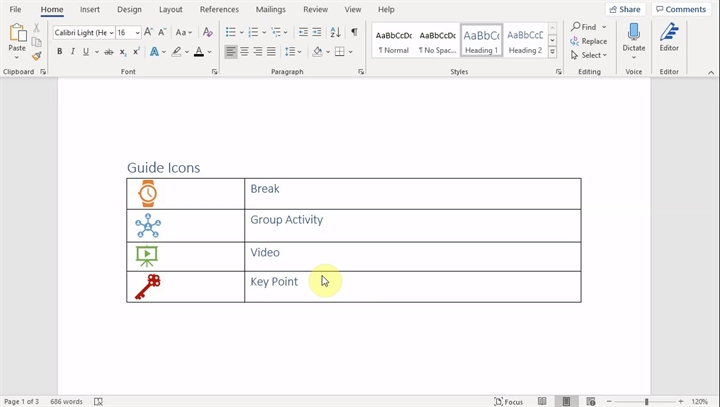 File Home Insert Design Layout References Mailings Review View Help Share Comments
Calibri Light (He 16 Aa
Find
Replace
Select
Paste
B I U ab x₂ x² A A
AaBbCcDc AaBbCcDc AaBbCc AaBbCcD
¶ Normal ¶ No Spac... Heading 1 Heading 2
Dictate Editor
Clipboard Font Paragraph Styles Editing Voice Editor
Guide Icons
Break
Group Activity
Video
Key Point
Page 1 of 3 686 words Focus 120%